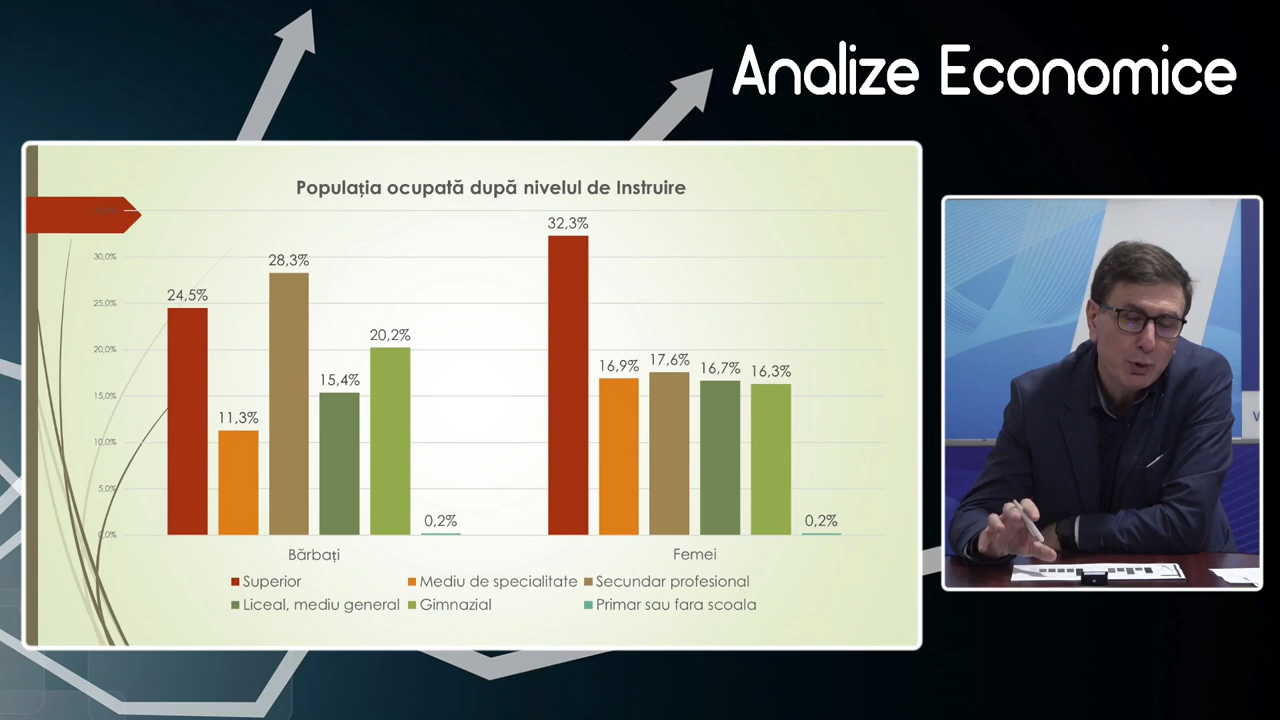 Analize Economice
Populația ocupată după nivelul de Instruire
30,0%
25,0%
20,0%
15,0%
10,0%
5,0%
0,0%
24,5%
11,3%
28,3%
15,4%
20,2%
0,2%
32,3%
16,9%
17,6%
16,7%
16,3%
0,2%
Bărbați
Femei
Superior
Mediu de specialitate
Secundar profesional
Liceal, mediu general
Gimnazial
Primar sau fara scoala